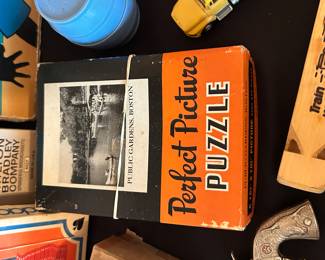 PUBLIC GARDENS, BOSTON
Perfect Picture
PUZZLE
BRADLEY
COMPANY
Train